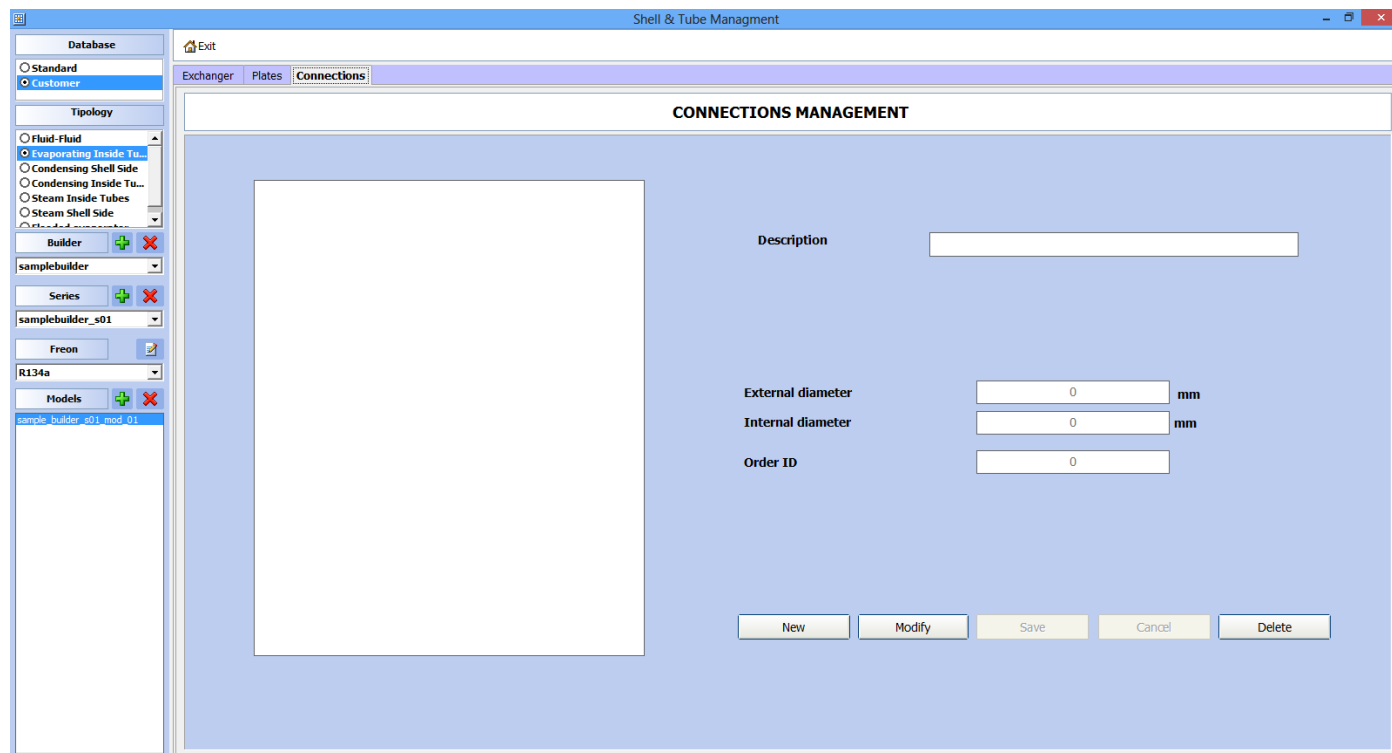 Shell & Tube Managment
Database
Standard
Customer
Tipology
Fluid-Fluid
Evaporating Inside Tu...
Condensing Shell Side
Condensing Inside Tu...
Steam Inside Tubes
Steam Shell Side
Builder
samplebuilder
Series
samplebuilder_s01
Freon
R134a
Models
sample_builder_s01_mod_01
Exit
Exchanger Plates Connections
CONNECTIONS MANAGEMENT
Description
External diameter 0 mm
Internal diameter 0 mm
Order ID 0
New Modify Save Cancel Delete